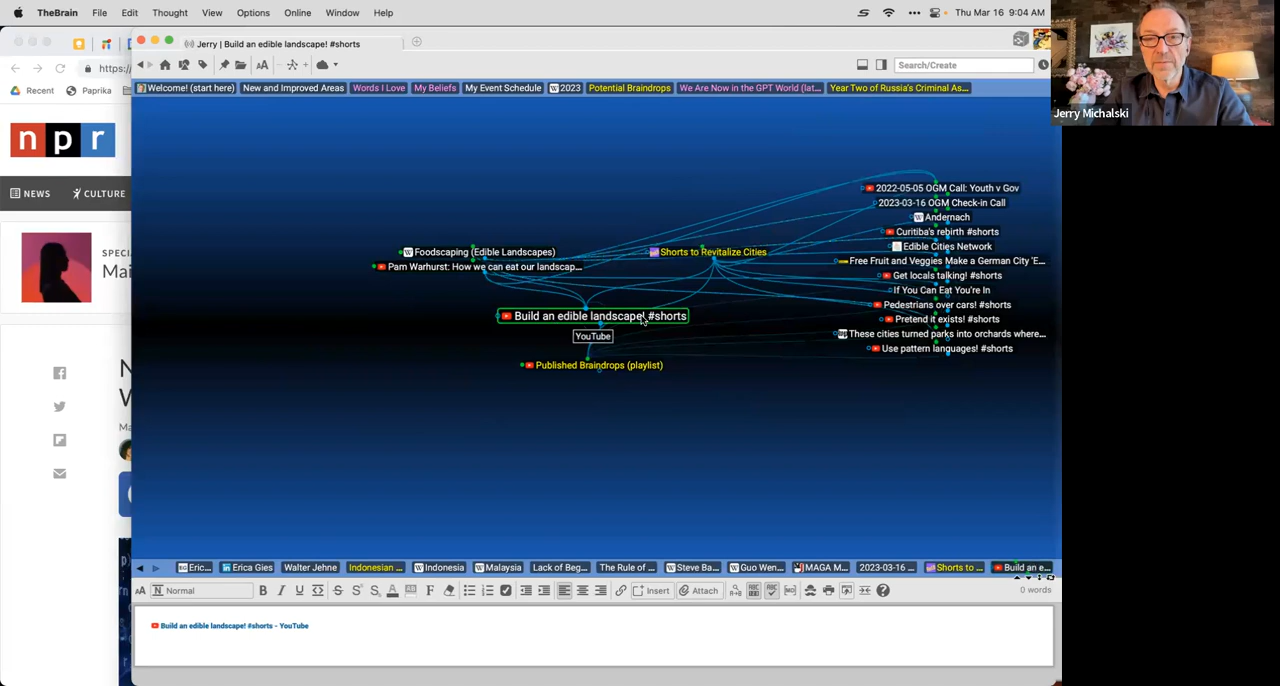 TheBrain File Edit Thought View Options Online Window Help Thu Mar 16 9:04 AM
Jerry | Build an edible landscape! #shorts
https:/
Search/Create
Recent Paprika
Welcome! (start here) New and Improved Areas Words I Love My Beliefs My Event Schedule 2023 Potential Braindrops We Are Now in the GPT World (lat... Year Two of Russia's Criminal As...
Jerry Michalski
npr
NEWS CULTURE
SPECI
Mai
2022-05-05 OGM Call: Youth v Gov
2023-03-16 OGM Check-in Call
Andernach
Curitiba's rebirth #shorts
Edible Cities Network
Free Fruit and Veggies Make a German City 'E...
Get locals talking! #shorts
If You Can Eat You're In
Pedestrians over cars! #shorts
Pretend it exists! #shorts
These cities turned parks into orchards where...
Use pattern languages! #shorts
Foodscaping (Edible Landscapes)
Pam Warhurst: How we can eat our landscap...
Shorts to Revitalize Cities
Build an edible landscape! #shorts
YouTube
Published Braindrops (playlist)
N
W
Ma
Eric... Erica Gies Walter Jehne Indonesian ... Indonesia Malaysia Lack of Beg... The Rule of ... Steve Ba... Guo Wen... MAGA M... 2023-03-16 ... Shorts to ... Build an e...
Normal B I U S F Insert Attach 0 words
Build an edible landscape! #shorts - YouTube